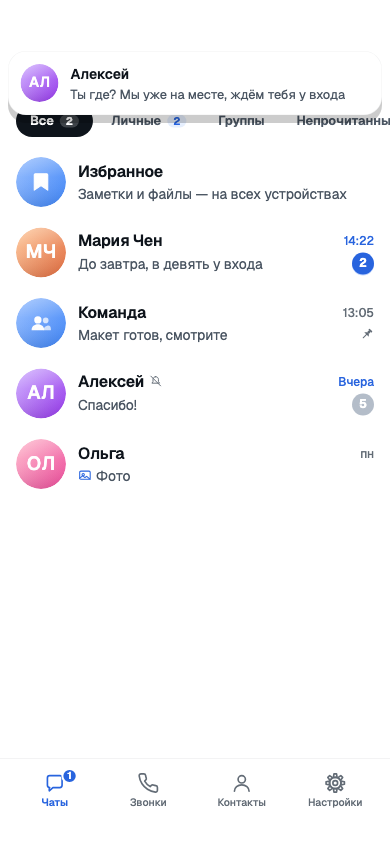 АЛ
Алексей
Ты где? Мы уже на месте, ждём тебя у входа
Все 2 Личные 2 Группы Непрочитанны
Избранное
Заметки и файлы — на всех устройствах
МЧ
Мария Чен 14:22
До завтра, в девять у входа 2
Команда 13:05
Макет готов, смотрите
АЛ
Алексей Вчера
Спасибо! 5
ОЛ
Ольга пн
Фото
1
Чаты Звонки Контакты Настройки